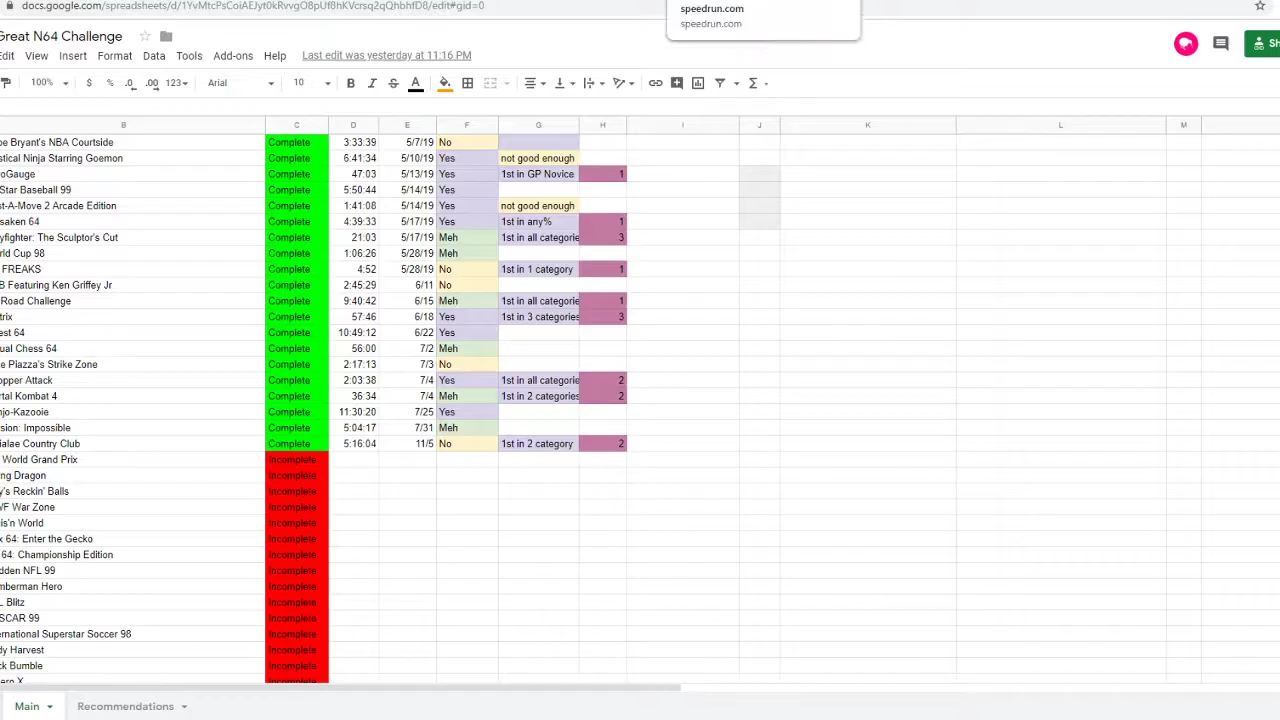 docs.google.com/spreadsheets/d/1YvMtcPsCoiAEJyt0kRvvgO8pUf8hKVcrsq2qQhbhfD8/edit#gid=0
speedrun.com
speedrun.com
Great N64 Challenge
Edit View Insert Format Data Tools Add-ons Help Last edit was yesterday at 11:16 PM
100% $ % .0 .00 123 Arial 10 B I S A
B C D E F G H I J K L M
be Bryant's NBA Courtside Complete 3:33:39 5/7/19 No
stical Ninja Starring Goemon Complete 6:41:34 5/10/19 Yes not good enough
roGauge Complete 47:03 5/13/19 Yes 1st in GP Novice 1
Star Baseball 99 Complete 5:50:44 5/14/19 Yes
st-A-Move 2 Arcade Edition Complete 1:41:08 5/14/19 Yes not good enough
saken 64 Complete 4:39:33 5/17/19 Yes 1st in any% 1
yfighter: The Sculptor's Cut Complete 21:03 5/17/19 Meh 1st in all categorie 3
rld Cup 98 Complete 1:06:26 5/28/19 Meh
FREAKS Complete 4:52 5/28/19 No 1st in 1 category 1
B Featuring Ken Griffey Jr Complete 2:45:29 6/11 No
Road Challenge Complete 9:40:42 6/15 Meh 1st in all categorie 1
trix Complete 57:46 6/18 Yes 1st in 3 categories 3
est 64 Complete 10:49:12 6/22 Yes
ual Chess 64 Complete 56:00 7/2 Meh
e Piazza's Strike Zone Complete 2:17:13 7/3 No
opper Attack Complete 2:03:38 7/4 Yes 1st in all categorie 2
rtal Kombat 4 Complete 36:34 7/4 Meh 1st in 2 categories 2
njo-Kazooie Complete 11:30:20 7/25 Yes
sion: Impossible Complete 5:04:17 7/31 Meh
ialee Country Club Complete 5:16:04 11/5 No 1st in 2 category 2
World Grand Prix Incomplete
ng Dragon Incomplete
y's Reckin' Balls Incomplete
VF War Zone Incomplete
is'n World Incomplete
x 64: Enter the Gecko Incomplete
64: Championship Edition Incomplete
dden NFL 99 Incomplete
mberman Hero Incomplete
L Blitz Incomplete
SCAR 99 Incomplete
ernational Superstar Soccer 98 Incomplete
dy Harvest Incomplete
ck Bumble Incomplete
ero X Incomplete
Main Recommendations